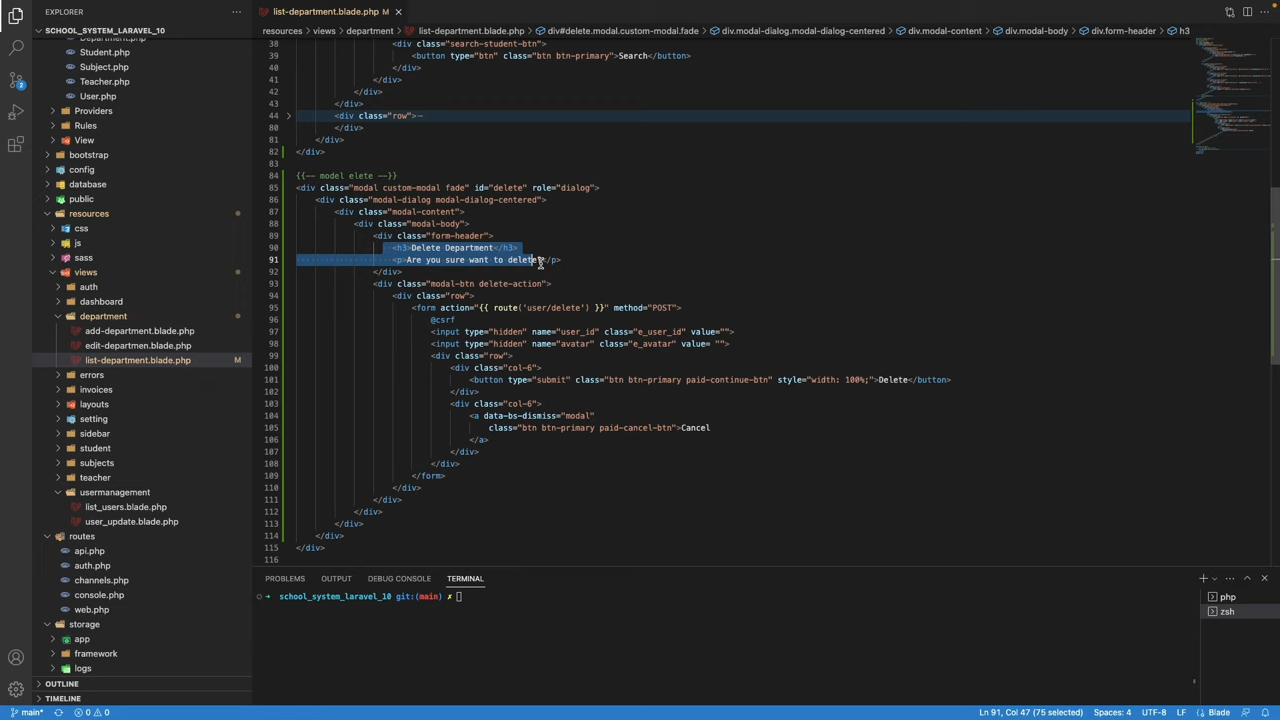 EXPLORER
···
list-department.blade.php M
SCHOOL_SYSTEM_LARAVEL_10
resources > views > department > list-department.blade.php > div#delete.modal.custom-modal.fade > div.modal-dialog.modal-dialog-centered > div.modal-content > div.modal-body > div.form-header > h3
Student.php
Subject.php
Teacher.php
User.php
Providers
Rules
View
bootstrap
config
database
public
resources
css
js
sass
views
auth
dashboard
department
add-department.blade.php
edit-department.blade.php
list-department.blade.php M
errors
invoices
layouts
setting
sidebar
student
subjects
teacher
usermanagement
list_users.blade.php
user_update.blade.php
routes
api.php
auth.php
channels.php
console.php
web.php
storage
app
framework
logs
OUTLINE
TIMELINE
2
38 <div class="search-student-btn">
39 <button type="btn" class="btn btn-primary">Search</button>
40 </div>
41 </div>
42 </div>
43 </div>
44 <div class="row">
80 </div>
81 </div>
82 </div>
83
84 {{-- model elete --}}
85 <div class="modal custom-modal fade" id="delete" role="dialog">
86 <div class="modal-dialog modal-dialog-centered">
87 <div class="modal-content">
88 <div class="modal-body">
89 <div class="form-header">
90 <h3>Delete Department</h3>
91 <p>Are you sure want to delete?</p>
92 </div>
93 <div class="modal-btn delete-action">
94 <div class="row">
95 <form action="{{ route('user/delete') }}" method="POST">
96 @csrf
97 <input type="hidden" name="user_id" class="e_user_id" value="">
98 <input type="hidden" name="avatar" class="e_avatar" value= "">
99 <div class="row">
100 <div class="col-6">
101 <button type="submit" class="btn btn-primary paid-continue-btn" style="width: 100%;">Delete</button>
102 </div>
103 <div class="col-6">
104 <a data-bs-dismiss="modal"
105 class="btn btn-primary paid-cancel-btn">Cancel
106 </a>
107 </div>
108 </div>
109 </form>
110 </div>
111 </div>
112 </div>
113 </div>
114 </div>
115 </div>
116
PROBLEMS OUTPUT DEBUG CONSOLE TERMINAL
school_system_laravel_10 git:(main) ✗
php
zsh
main* 0 0 Ln 91, Col 47 (75 selected) Spaces: 4 UTF-8 LF Blade